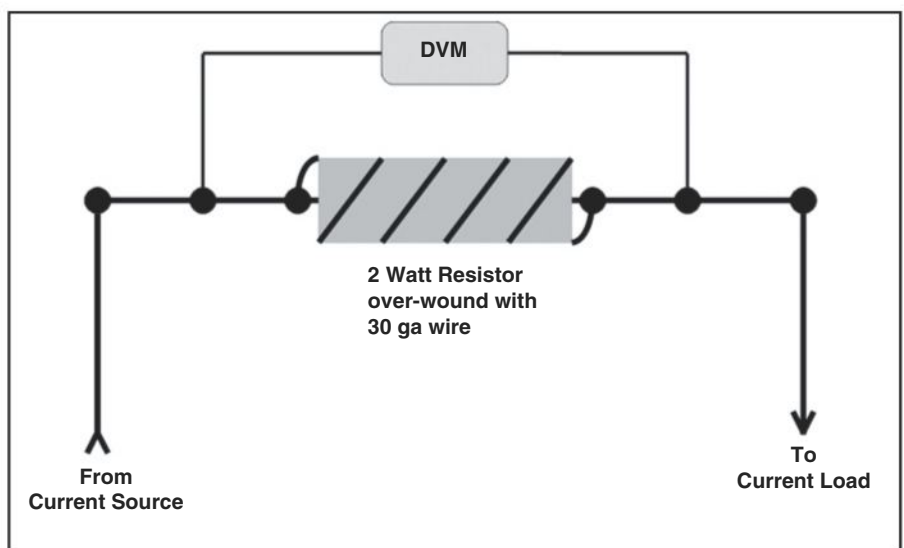 DVM
2 Watt Resistor
over-wound with
30 ga wire
From
Current Source
To
Current Load